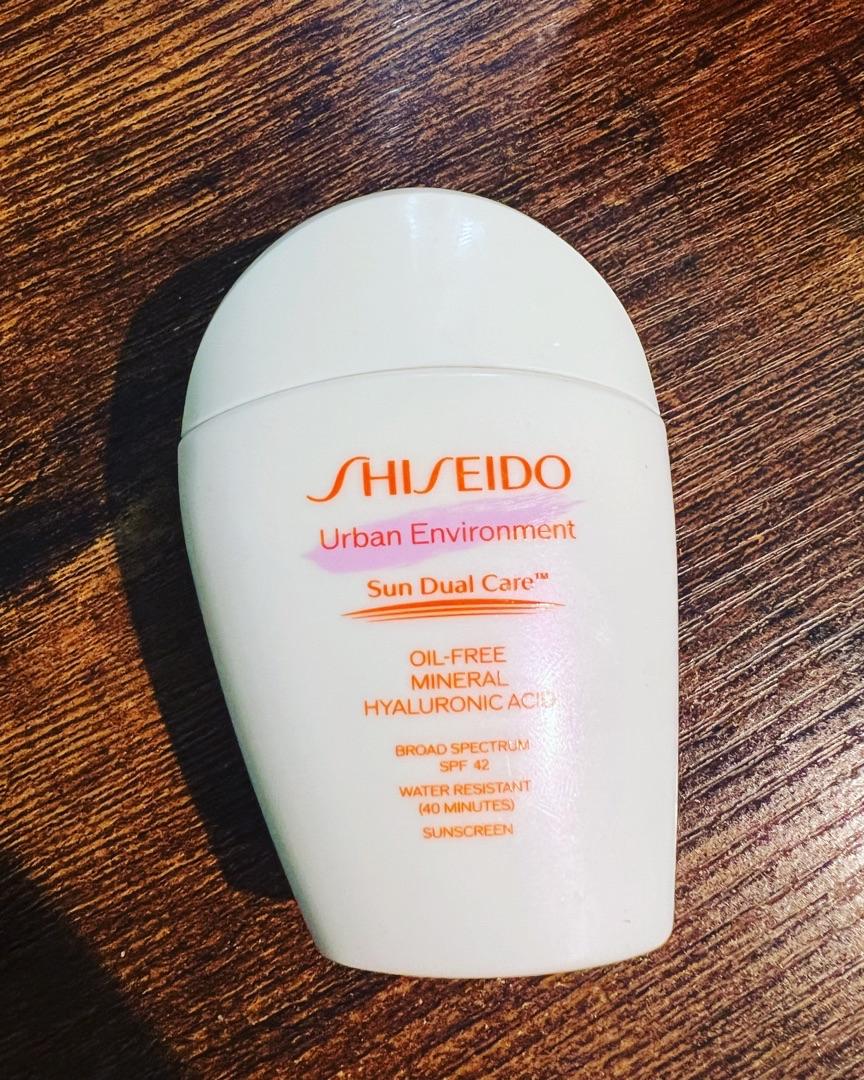 SHISEIDO
Urban Environment
Sun Dual Care™
OIL-FREE
MINERAL
HYALURONIC ACID
BROAD SPECTRUM
SPF 42
WATER RESISTANT
(40 MINUTES)
SUNSCREEN